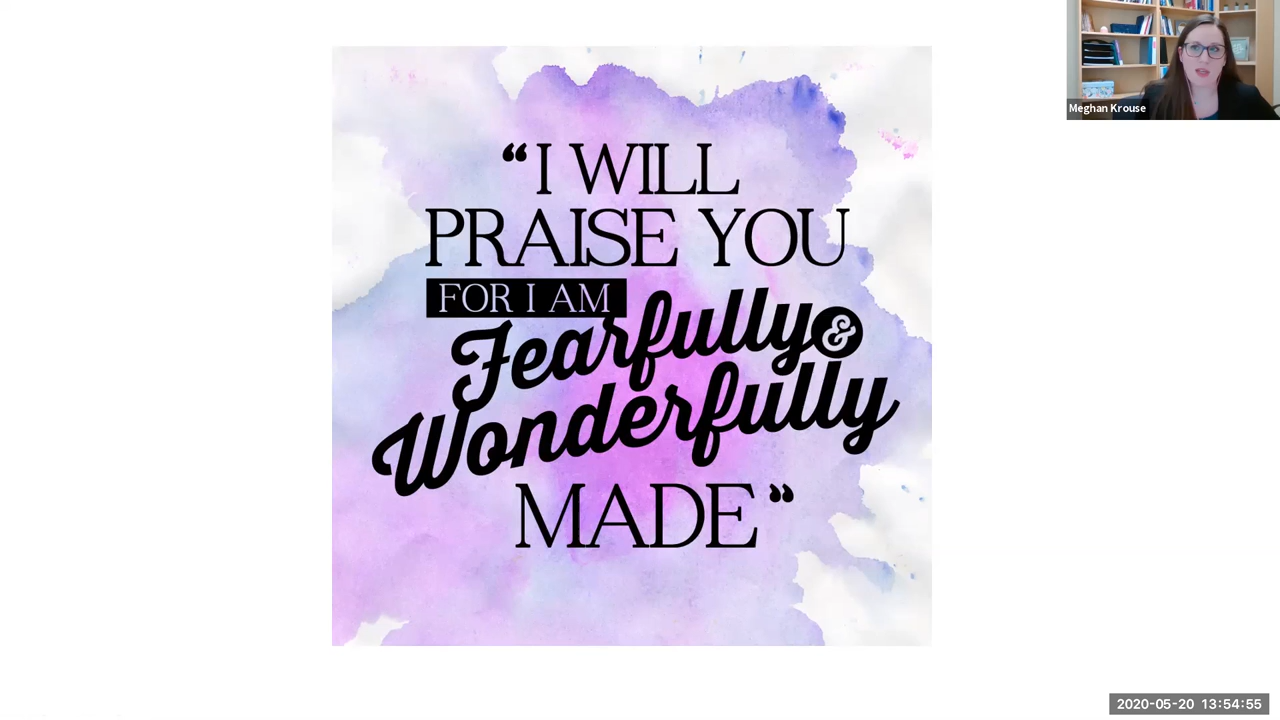 “I WILL
PRAISE YOU
FOR I AM
Fearfully &
Wonderfully
MADE”
Meghan Krouse
2020-05-20 13:54:55